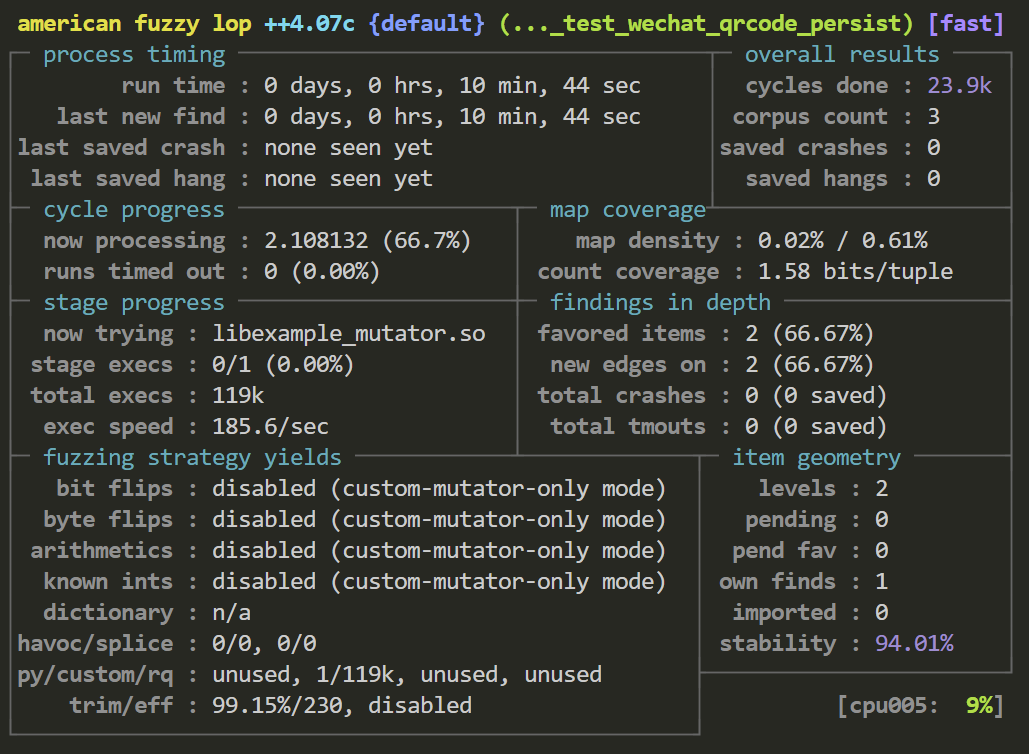 american fuzzy lop ++4.07c {default} (..._test_wechat_qrcode_persist) [fast]
process timing overall results
run time : 0 days, 0 hrs, 10 min, 44 sec cycles done : 23.9k
last new find : 0 days, 0 hrs, 10 min, 44 sec corpus count : 3
last saved crash : none seen yet saved crashes : 0
last saved hang : none seen yet saved hangs : 0
cycle progress map coverage
now processing : 2.108132 (66.7%) map density : 0.02% / 0.61%
runs timed out : 0 (0.00%) count coverage : 1.58 bits/tuple
stage progress findings in depth
now trying : libexample_mutator.so favored items : 2 (66.67%)
stage execs : 0/1 (0.00%) new edges on : 2 (66.67%)
total execs : 119k total crashes : 0 (0 saved)
exec speed : 185.6/sec total tmouts : 0 (0 saved)
fuzzing strategy yields item geometry
bit flips : disabled (custom-mutator-only mode) levels : 2
byte flips : disabled (custom-mutator-only mode) pending : 0
arithmetics : disabled (custom-mutator-only mode) pend fav : 0
known ints : disabled (custom-mutator-only mode) own finds : 1
dictionary : n/a imported : 0
havoc/splice : 0/0, 0/0 stability : 94.01%
py/custom/rq : unused, 1/119k, unused, unused
trim/eff : 99.15%/230, disabled [cpu005: 9%]